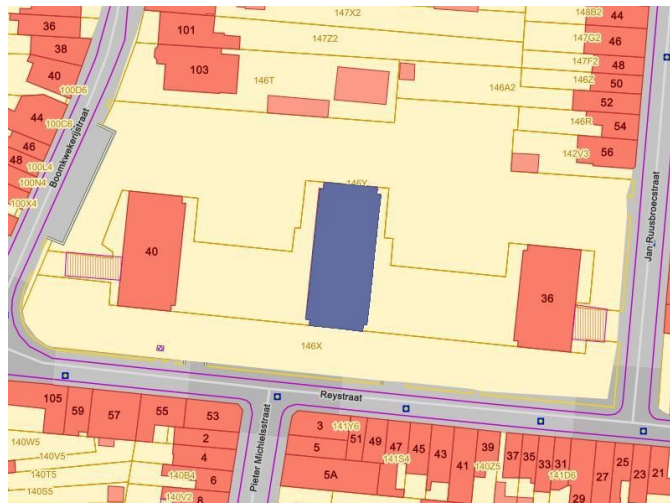 147X2
148B2
36
101
44
147G2
38
147Z2
46
40
103
147F2
48
100D6
146T
146Z
50
146A2
52
44
100C6
146R
54
46
Boomkwekerijstraat
142V3
56
48
100L4
100N4
146Y
100X4
Jan Ruusbroecstraat
40
36
146X
Reystraat
105
59
57
55
53
Pieter Michielsstraat
3
141Y6
51
49
47
45
43
41
39
37
35
33
31
2
140W5
5
141S4
140Z5
141D6
27
25
23
21
140V5
4
140T5
140B4
6
5A
29
140S5
140V2
8